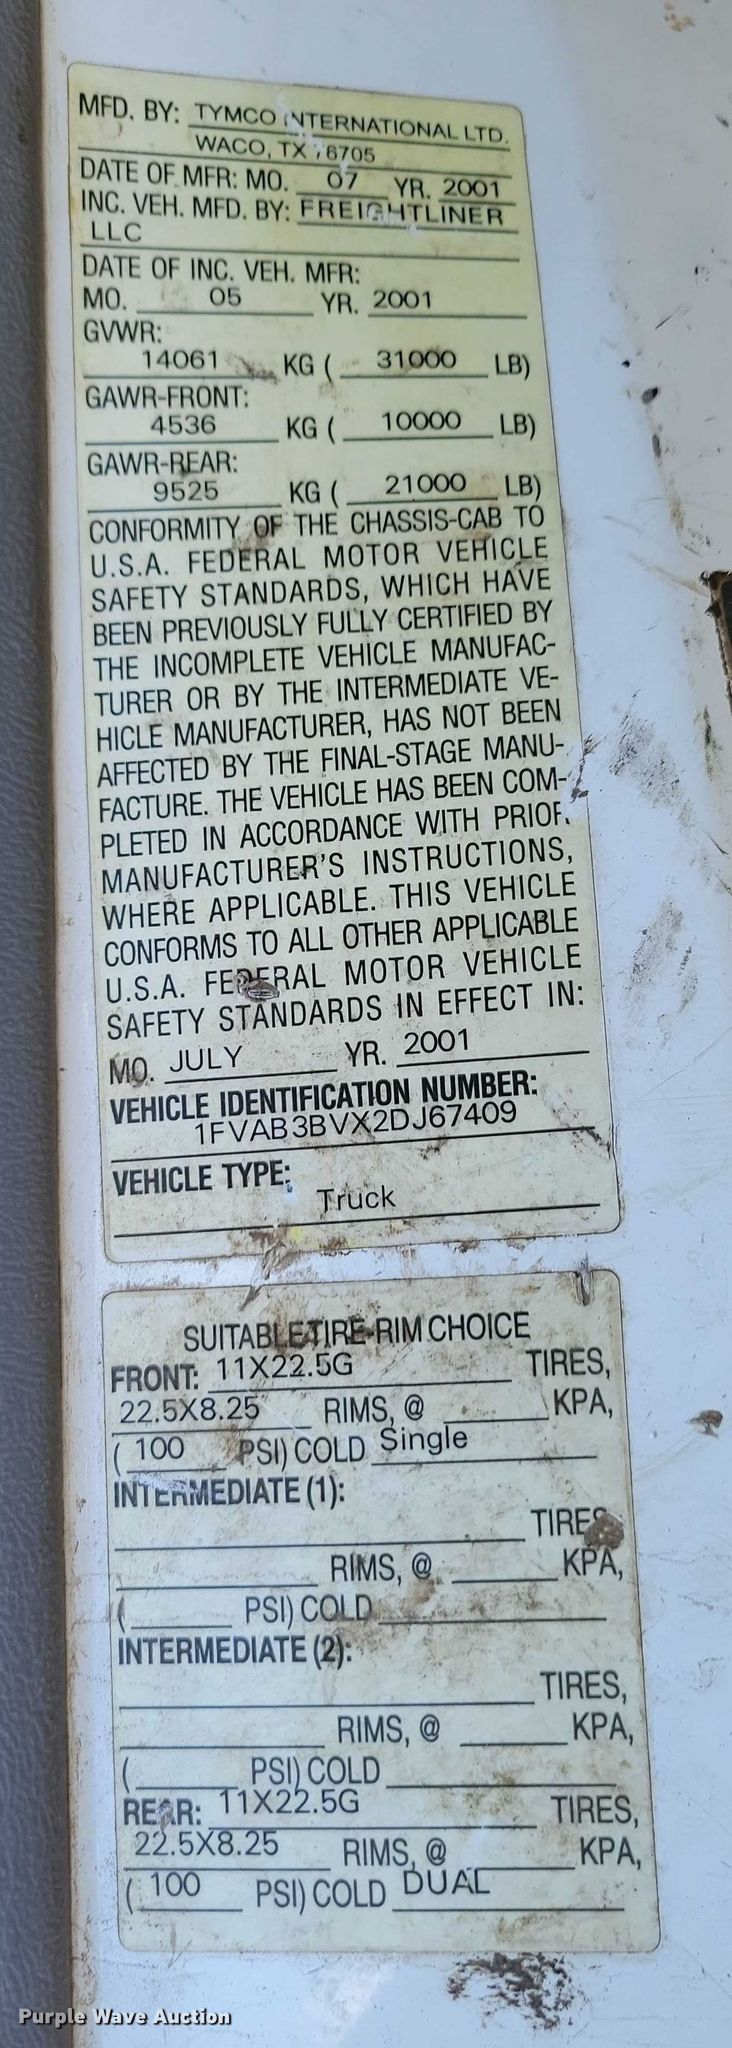 MFD. BY: TYMCO INTERNATIONAL LTD.
WACO, TX 76705
DATE OF MFR: MO. 07 YR. 2001
INC. VEH. MFD. BY: FREIGHTLINER
LLC
DATE OF INC. VEH. MFR:
MO. 05 YR. 2001
GVWR:
14061 KG ( 31000 LB)
GAWR-FRONT:
4536 KG ( 10000 LB)
GAWR-REAR:
9525 KG ( 21000 LB)
CONFORMITY OF THE CHASSIS-CAB TO
U.S.A. FEDERAL MOTOR VEHICLE
SAFETY STANDARDS, WHICH HAVE
BEEN PREVIOUSLY FULLY CERTIFIED BY
THE INCOMPLETE VEHICLE MANUFAC-
TURER OR BY THE INTERMEDIATE VE-
HICLE MANUFACTURER, HAS NOT BEEN
AFFECTED BY THE FINAL-STAGE MANU-
FACTURE. THE VEHICLE HAS BEEN COM-
PLETED IN ACCORDANCE WITH PRIOR
MANUFACTURER'S INSTRUCTIONS,
WHERE APPLICABLE. THIS VEHICLE
CONFORMS TO ALL OTHER APPLICABLE
U.S.A. FEDERAL MOTOR VEHICLE
SAFETY STANDARDS IN EFFECT IN:
MO. JULY YR. 2001
VEHICLE IDENTIFICATION NUMBER:
1FVAB3BVX2DJ67409
VEHICLE TYPE:
Truck
SUITABLE TIRE-RIM CHOICE
FRONT: 11X22.5G TIRES,
22.5X8.25 RIMS, @ KPA,
( 100 PSI) COLD Single
INTERMEDIATE (1):
TIRES,
RIMS, @ KPA,
( PSI) COLD
INTERMEDIATE (2):
TIRES,
RIMS, @ KPA,
( PSI) COLD
REAR: 11X22.5G TIRES,
22.5X8.25 RIMS, @ KPA,
( 100 PSI) COLD DUAL
Purple Wave Auction